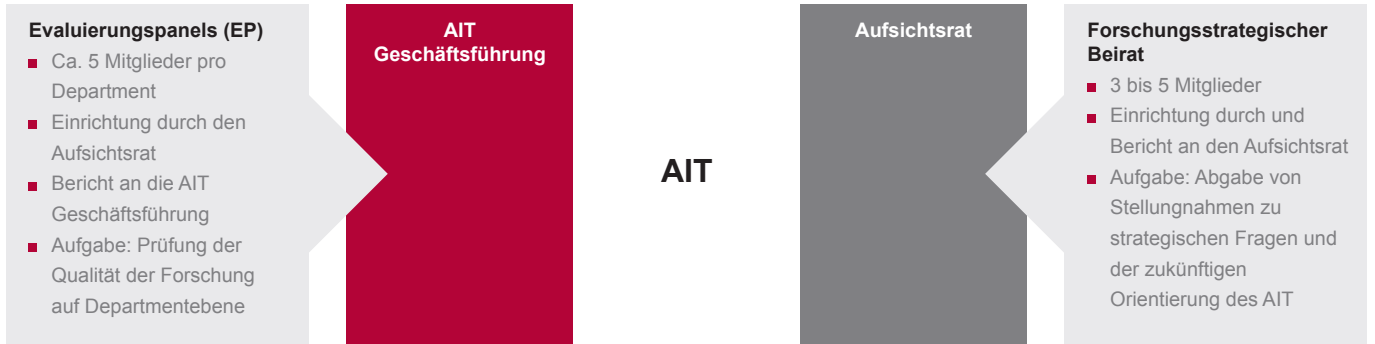 Evaluierungspanels (EP)
Ca. 5 Mitglieder pro
Department
Einrichtung durch den
Aufsichtsrat
Bericht an die AIT
Geschäftsführung
Aufgabe: Prüfung der
Qualität der Forschung
auf Departmentebene
AIT
Geschäftsführung
AIT
Aufsichtsrat
Forschungsstrategischer
Beirat
3 bis 5 Mitglieder
Einrichtung durch und
Bericht an den Aufsichtsrat
Aufgabe: Abgabe von
Stellungnahmen zu
strategischen Fragen und
der zukünftigen
Orientierung des AIT